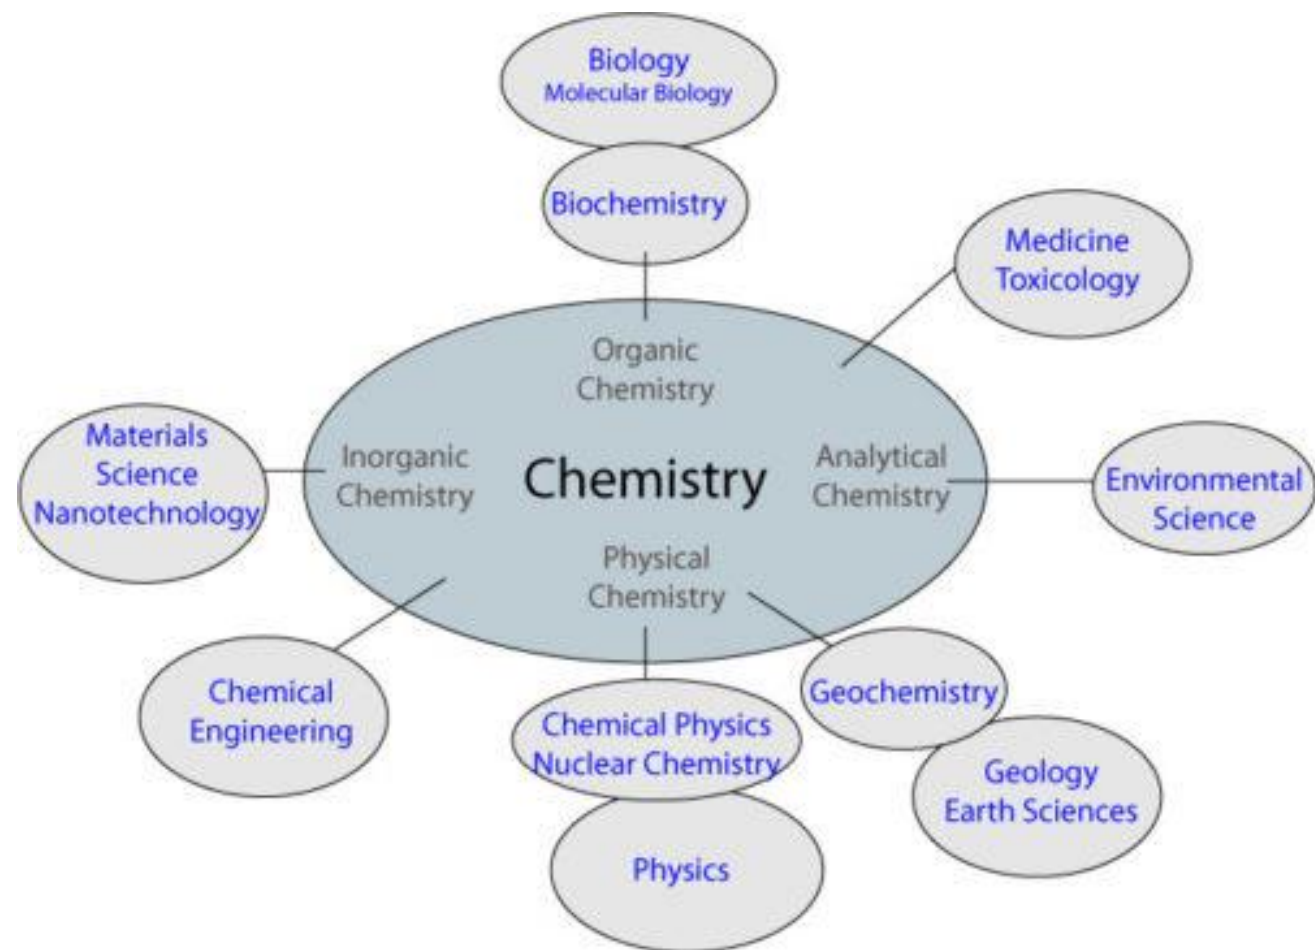 Biology
Molecular Biology
Biochemistry
Medicine
Toxicology
Organic
Chemistry
Materials
Science
Nanotechnology
Inorganic
Chemistry
Chemistry
Analytical
Chemistry
Environmental
Science
Physical
Chemistry
Chemical
Engineering
Chemical Physics
Nuclear Chemistry
Geochemistry
Geology
Earth Sciences
Physics